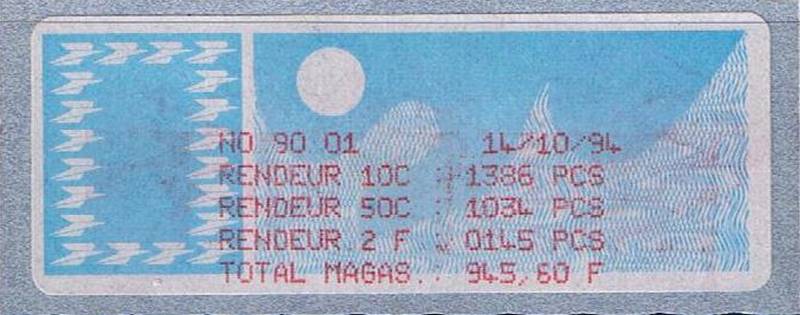 NO 90 01 14/10/94
RENDEUR 10C : 1386 PCS
RENDEUR 50C : 1034 PCS
RENDEUR 2 F : 0145 PCS
TOTAL MAGAS. : 945,60 F